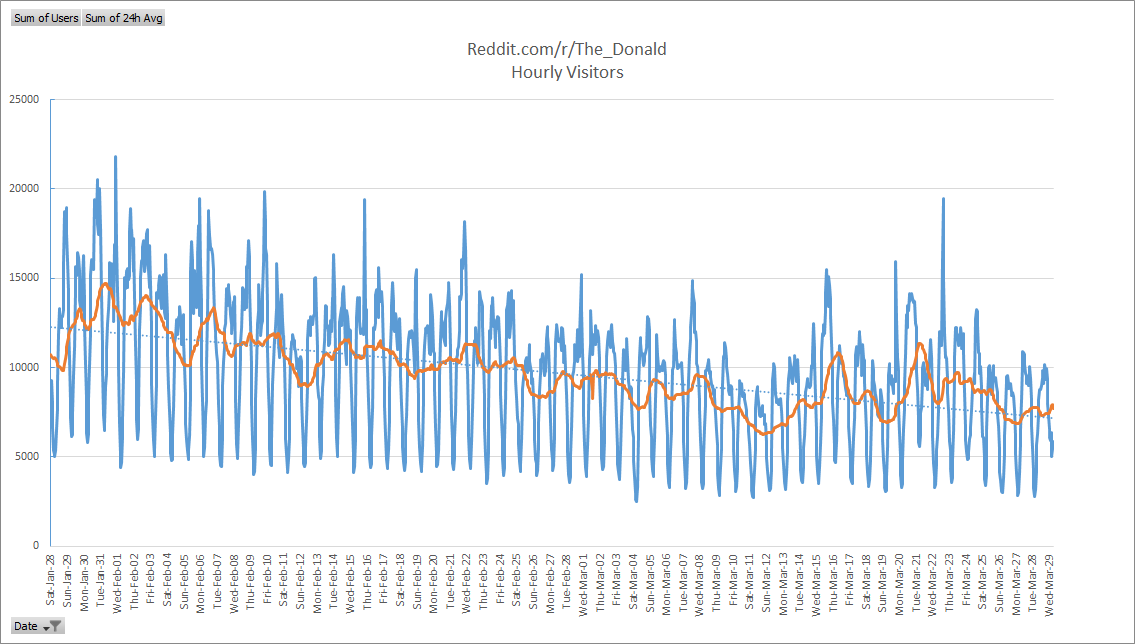 Sum of Users Sum of 24h Avg
Reddit.com/r/The_Donald
Hourly Visitors
25000
20000
15000
10000
5000
0
Sat-Jan-28
Sun-Jan-29
Mon-Jan-30
Tue-Jan-31
Wed-Feb-01
Thu-Feb-02
Fri-Feb-03
Sat-Feb-04
Sun-Feb-05
Mon-Feb-06
Tue-Feb-07
Wed-Feb-08
Thu-Feb-09
Fri-Feb-10
Sat-Feb-11
Sun-Feb-12
Mon-Feb-13
Tue-Feb-14
Wed-Feb-15
Thu-Feb-16
Fri-Feb-17
Sat-Feb-18
Sun-Feb-19
Mon-Feb-20
Tue-Feb-21
Wed-Feb-22
Thu-Feb-23
Fri-Feb-24
Sat-Feb-25
Sun-Feb-26
Mon-Feb-27
Tue-Feb-28
Wed-Mar-01
Thu-Mar-02
Fri-Mar-03
Sat-Mar-04
Sun-Mar-05
Mon-Mar-06
Tue-Mar-07
Wed-Mar-08
Thu-Mar-09
Fri-Mar-10
Sat-Mar-11
Sun-Mar-12
Mon-Mar-13
Tue-Mar-14
Wed-Mar-15
Thu-Mar-16
Fri-Mar-17
Sat-Mar-18
Sun-Mar-19
Mon-Mar-20
Tue-Mar-21
Wed-Mar-22
Thu-Mar-23
Fri-Mar-24
Sat-Mar-25
Sun-Mar-26
Mon-Mar-27
Tue-Mar-28
Wed-Mar-29
Date